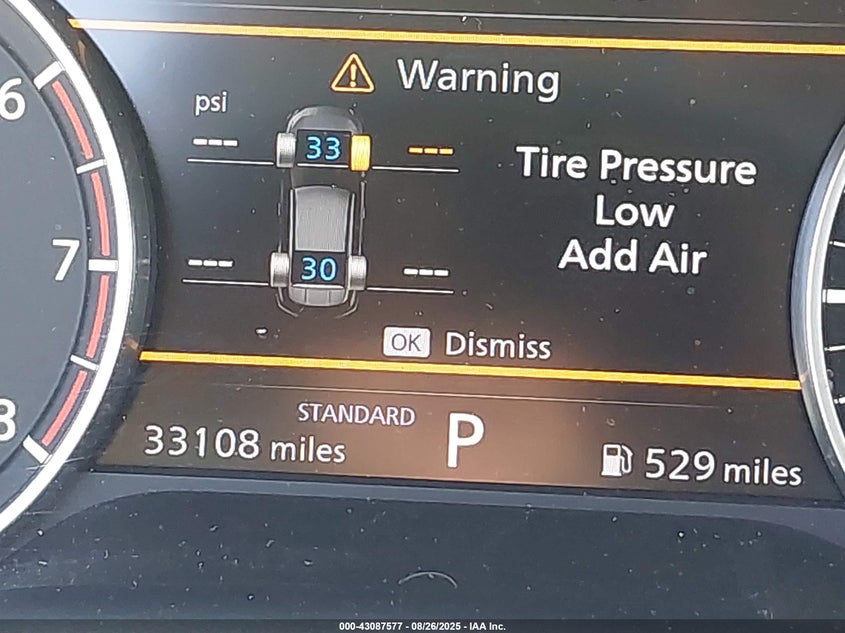 6
7
8
Warning
psi
--- 33 ---
--- 30 ---
Tire Pressure
Low
Add Air
OK Dismiss
STANDARD
P
33108 miles
529 miles
000-43087577 - 08/26/2025 - IAA Inc.